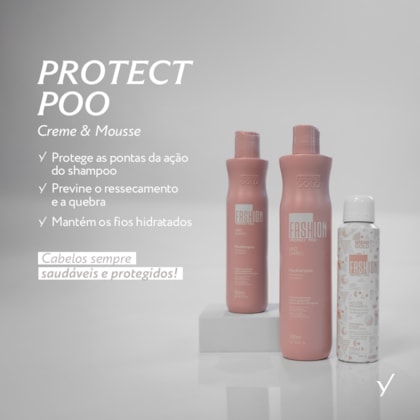 PROTECT
POO
Creme & Mousse
Protege as pontas da ação
do shampoo
Previne o ressecamento
e a quebra
Mantém os fios hidratados
Cabelos sempre
saudáveis e protegidos!
FASHION
FASHION
FASHION